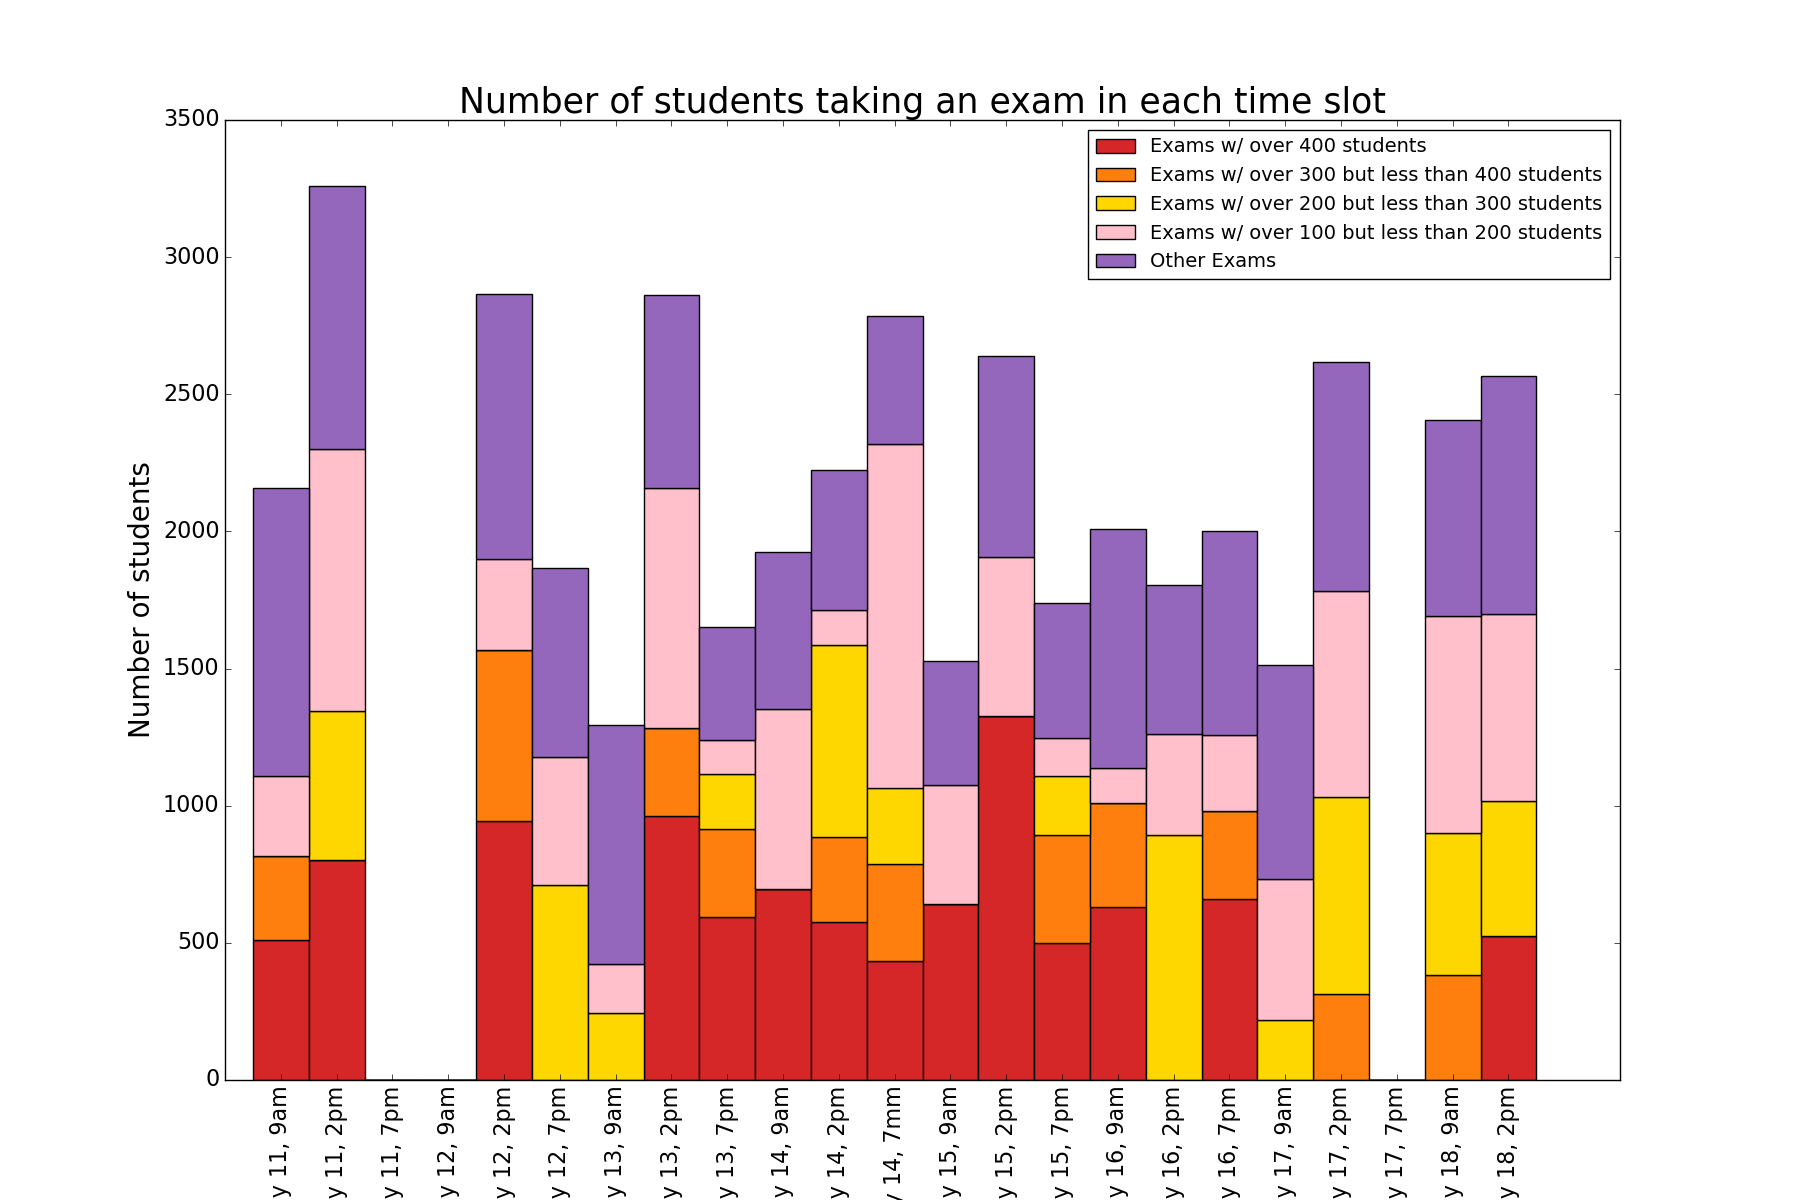 Number of students taking an exam in each time slot
Exams w/ over 400 students
Exams w/ over 300 but less than 400 students
Exams w/ over 200 but less than 300 students
Exams w/ over 100 but less than 200 students
Other Exams
Number of students
3500
3000
2500
2000
1500
1000
500
0
y 11, 9am
y 11, 2pm
y 11, 7pm
y 12, 9am
y 12, 2pm
y 12, 7pm
y 13, 9am
y 13, 2pm
y 13, 7pm
y 14, 9am
y 14, 2pm
y 14, 7mm
y 15, 9am
y 15, 2pm
y 15, 7pm
y 16, 9am
y 16, 2pm
y 16, 7pm
y 17, 9am
y 17, 2pm
y 17, 7pm
y 18, 9am
y 18, 2pm